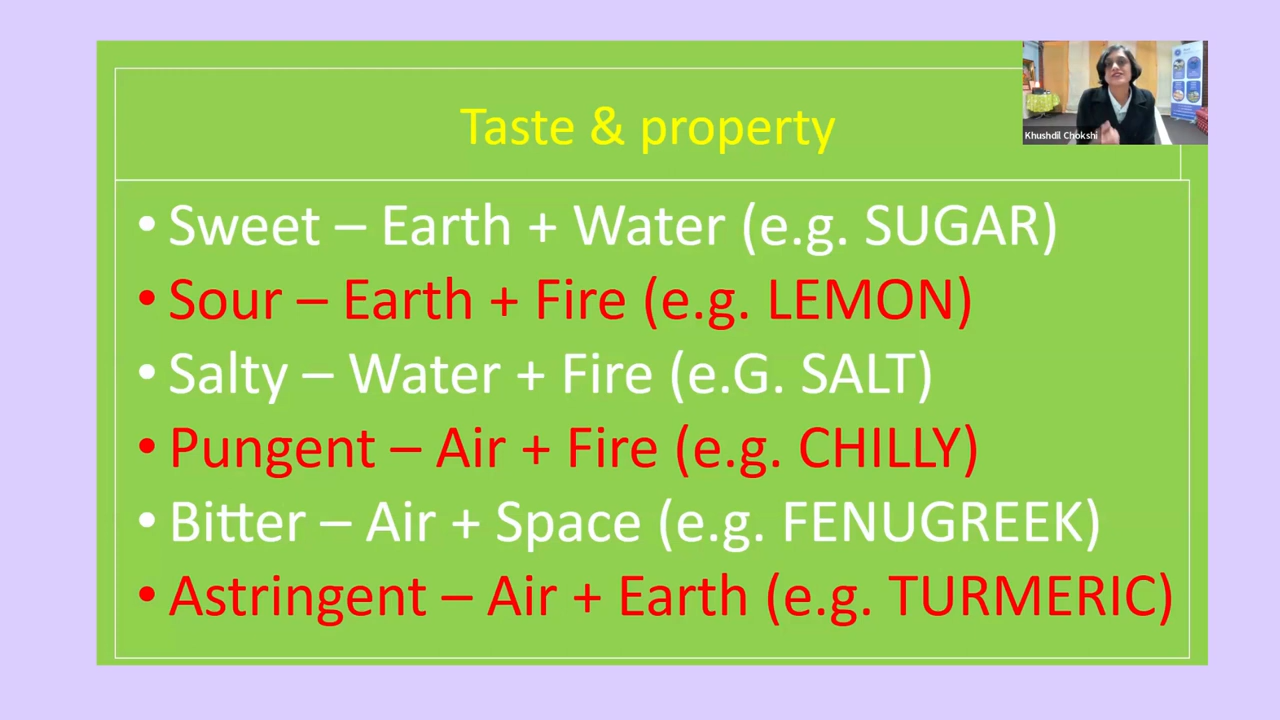 Taste & property
Khushdil Chokshi
• Sweet – Earth + Water (e.g. SUGAR)
• Sour – Earth + Fire (e.g. LEMON)
• Salty – Water + Fire (e.G. SALT)
• Pungent – Air + Fire (e.g. CHILLY)
• Bitter – Air + Space (e.g. FENUGREEK)
• Astringent – Air + Earth (e.g. TURMERIC)